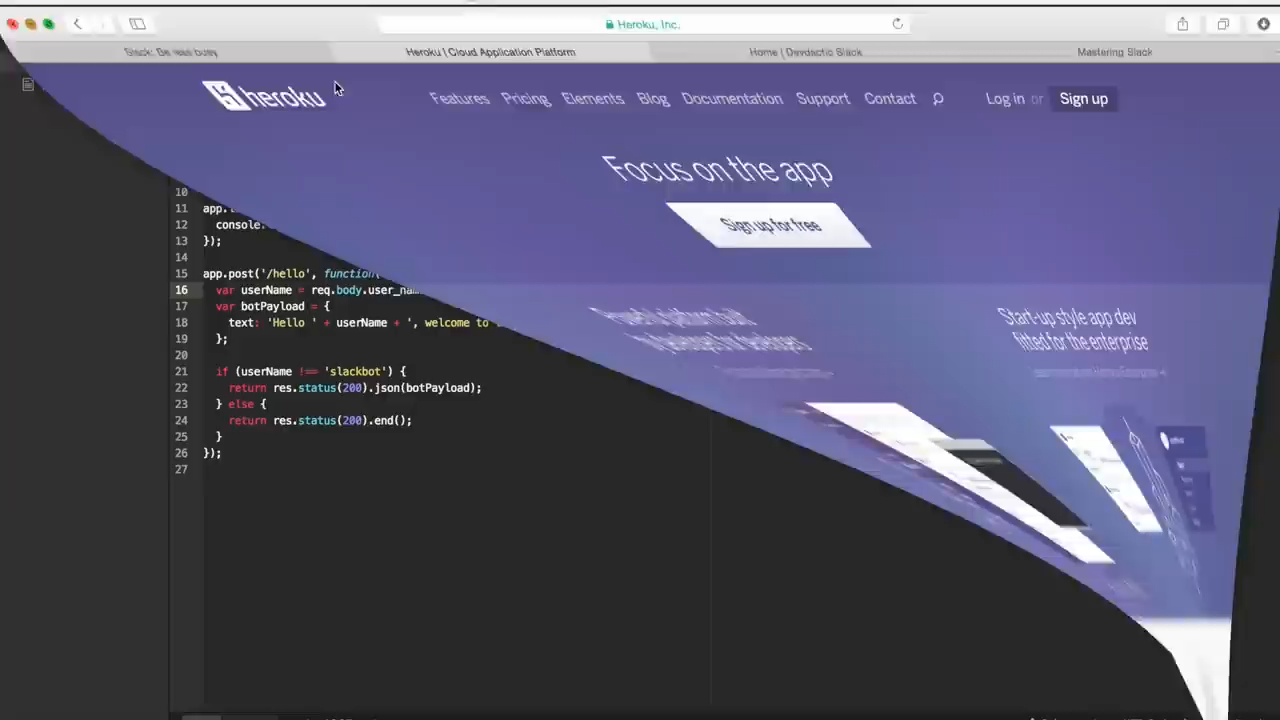 Heroku, Inc.
Slack: Be less busy
Heroku | Cloud Application Platform
Home | Devdactic Slack
Mastering Slack
heroku
Features Pricing Elements Blog Documentation Support Contact
Log in or Sign up
Focus on the app
Sign up for free
Start-up style app dev
fitted for the enterprise
10
11 app.
12 console.
13 });
14
15 app.post('/hello', function(
16 var userName = req.body.user_nam
17 var botPayload = {
18 text: 'Hello ' + userName + ', welcome to
19 };
20
21 if (userName !== 'slackbot') {
22 return res.status(200).json(botPayload);
23 } else {
24 return res.status(200).end();
25 }
26 });
27